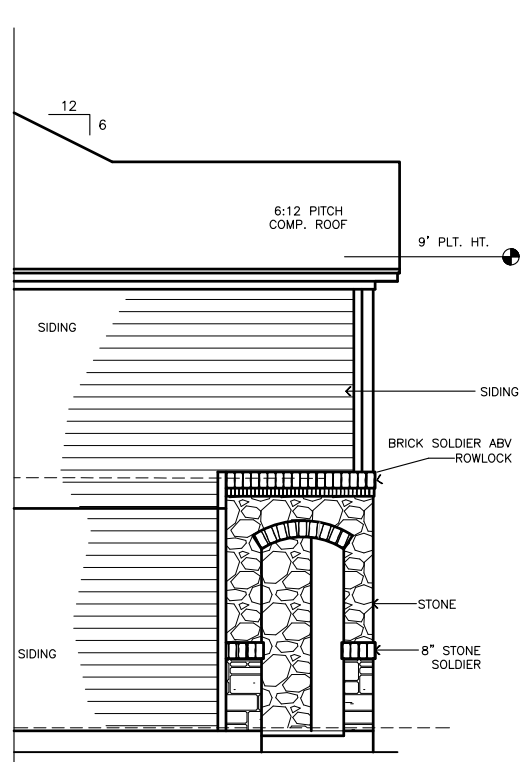 12
6
6:12 PITCH
COMP. ROOF
9' PLT. HT.
SIDING
SIDING
BRICK SOLDIER ABV
ROWLOCK
STONE
SIDING
8" STONE
SOLDIER